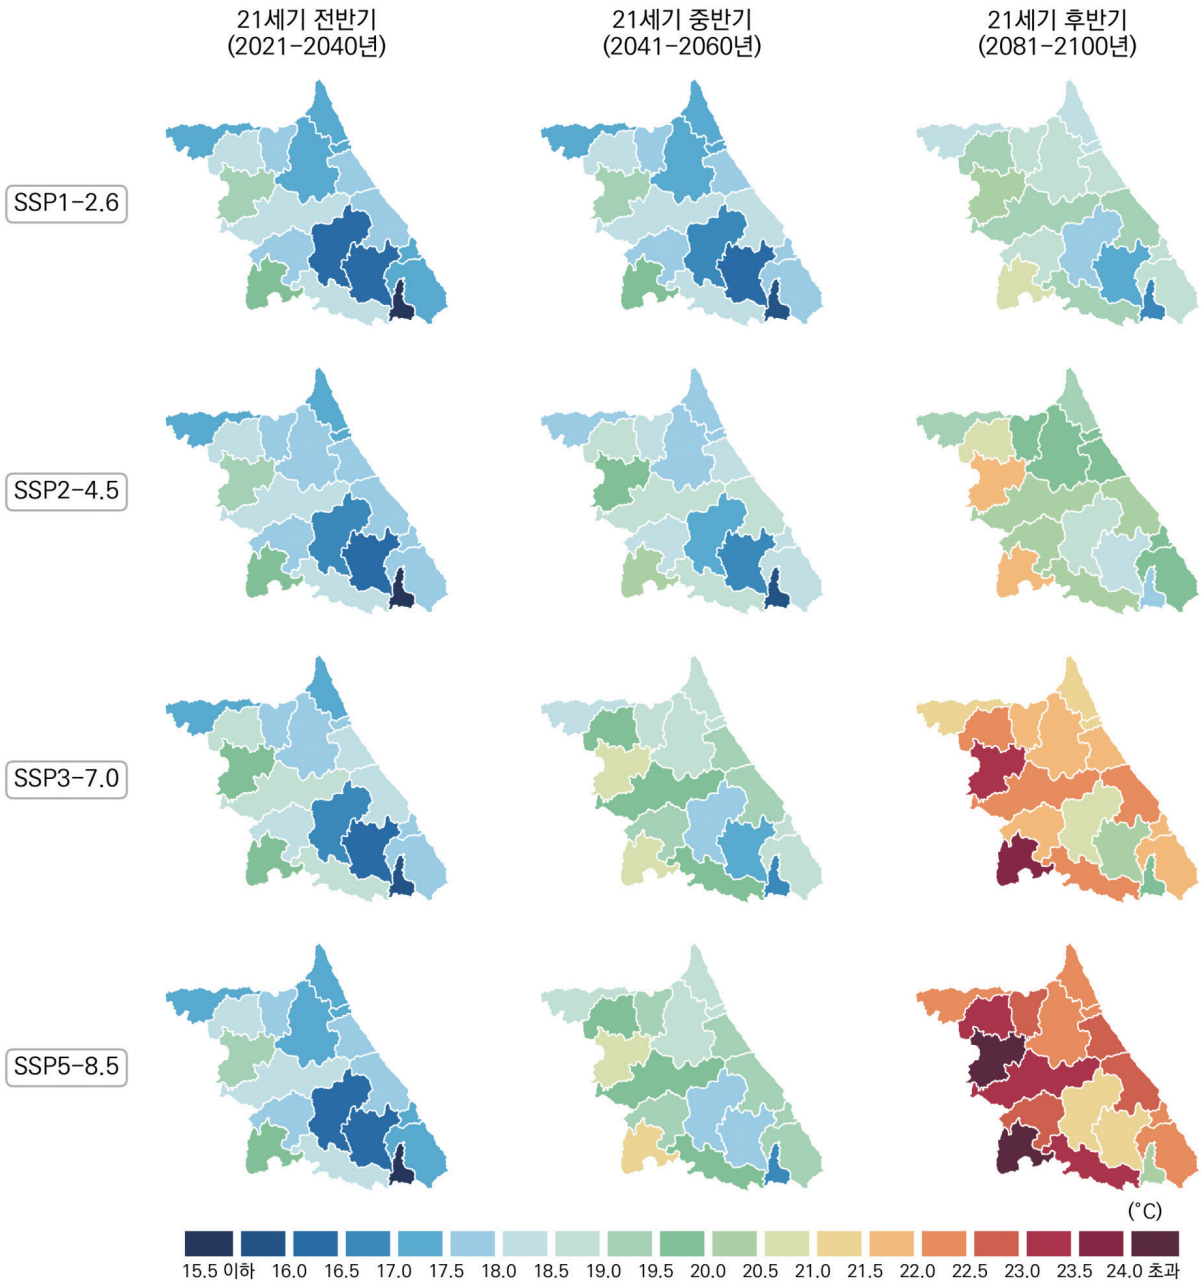 21세기 전반기
(2021-2040년)
21세기 중반기
(2041-2060년)
21세기 후반기
(2081-2100년)
SSP1-2.6
SSP2-4.5
SSP3-7.0
SSP5-8.5
(°C)
15.5 이하 16.0 16.5 17.0 17.5 18.0 18.5 19.0 19.5 20.0 20.5 21.0 21.5 22.0 22.5 23.0 23.5 24.0 초과